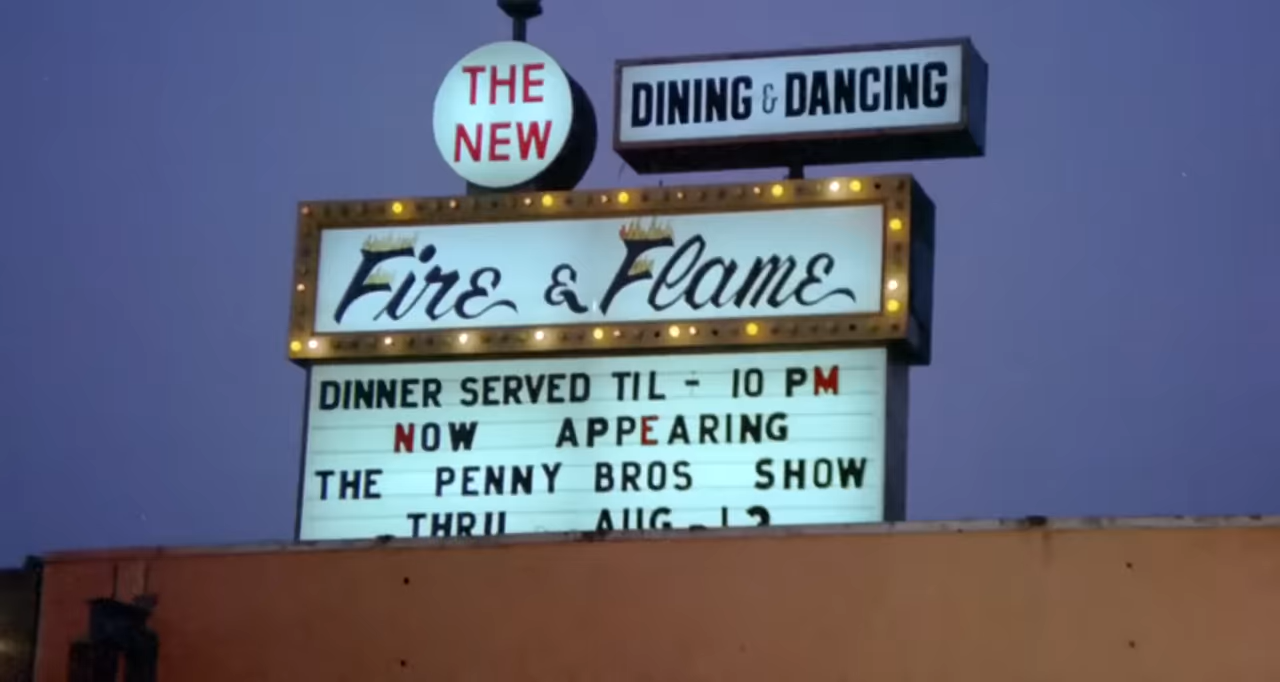 THE
NEW
DINING & DANCING
Fire & Flame
DINNER SERVED TIL - 10 PM
NOW APPEARING
THE PENNY BROS SHOW
THRU AUG